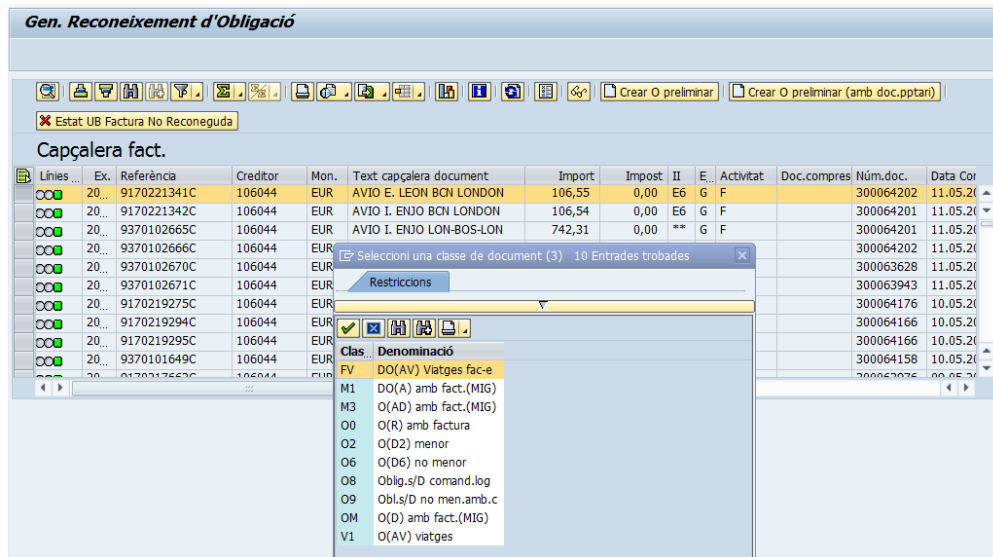 Gen. Reconeixement d'Obligació
Crear O preliminar Crear O preliminar (amb doc.pptari)
Estat UB Factura No Reconeguda
Capçalera fact.
Línies ... Ex. Referència Creditor Mon. Text capçalera document Import Impost II E... Activitat Doc.compres Núm.doc. Data Cor
20... 9170221341C 106044 EUR AVIO E. LEON BCN LONDON 106,55 0,00 E6 G F 300064202 11.05.20
20... 9170221342C 106044 EUR AVIO I. ENJO BCN LONDON 106,54 0,00 E6 G F 300064201 11.05.20
20... 9370102665C 106044 EUR AVIO I. ENJO LON-BOS-LON 742,31 0,00 ** G F 300064201 11.05.20
20... 9370102666C 106044 EUR 300064202 11.05.20
20... 9370102670C 106044 EUR 300063628 11.05.20
20... 9370102671C 106044 EUR 300063943 11.05.20
20... 9170219275C 106044 EUR 300064176 10.05.20
20... 9170219294C 106044 EUR 300064166 10.05.20
20... 9170219295C 106044 EUR 300064166 10.05.20
20... 9370101649C 106044 EUR 300064158 10.05.20
Seleccioni una classe de document (3) 10 Entrades trobades
Restriccions
Clas... Denominació
FV DO(AV) Viatges fac-e
M1 DO(A) amb fact.(MIG)
M3 O(AD) amb fact.(MIG)
O0 O(R) amb factura
O2 O(D2) menor
O6 O(D6) no menor
O8 Oblig.s/D comand.log
O9 Obl.s/D no men.amb.c
OM O(D) amb fact.(MIG)
V1 O(AV) viatges